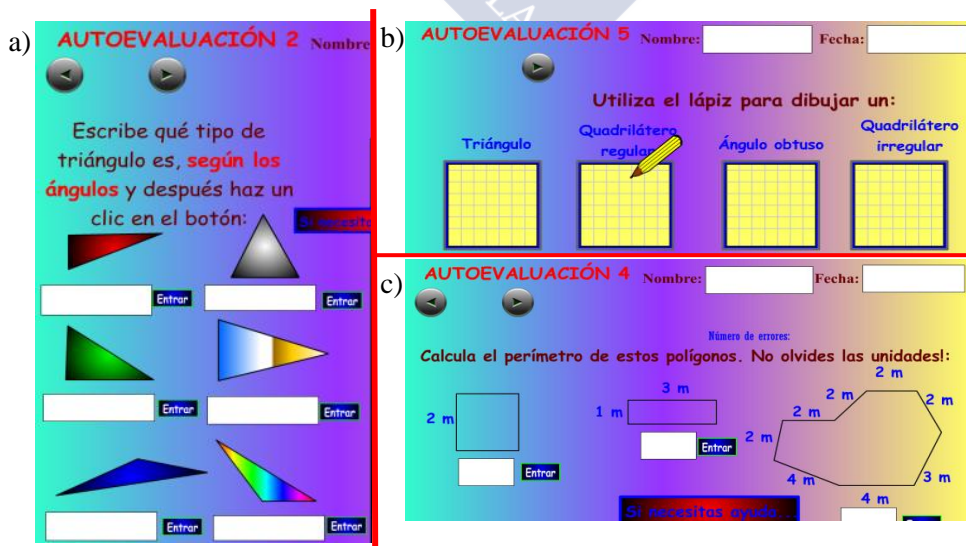 a)
AUTOEVALUACIÓN 2 Nombre
Escribe qué tipo de
triángulo es, según los
ángulos y después haz un
clic en el botón:
Si necesita
Entrar
Entrar
Entrar
Entrar
Entrar
Entrar
b)
AUTOEVALUACIÓN 5 Nombre: Fecha:
Utiliza el lápiz para dibujar un:
Triángulo
Quadrilátero
regular
Ángulo obtuso
Quadrilátero
irregular
c)
AUTOEVALUACIÓN 4 Nombre: Fecha:
Número de errores:
Calcula el perímetro de estos polígonos. No olvides las unidades!:
2 m
Entrar
3 m
1 m
Entrar
2 m
2 m
2 m
2 m
2 m
3 m
4 m
4 m
Si necesitas ayuda...